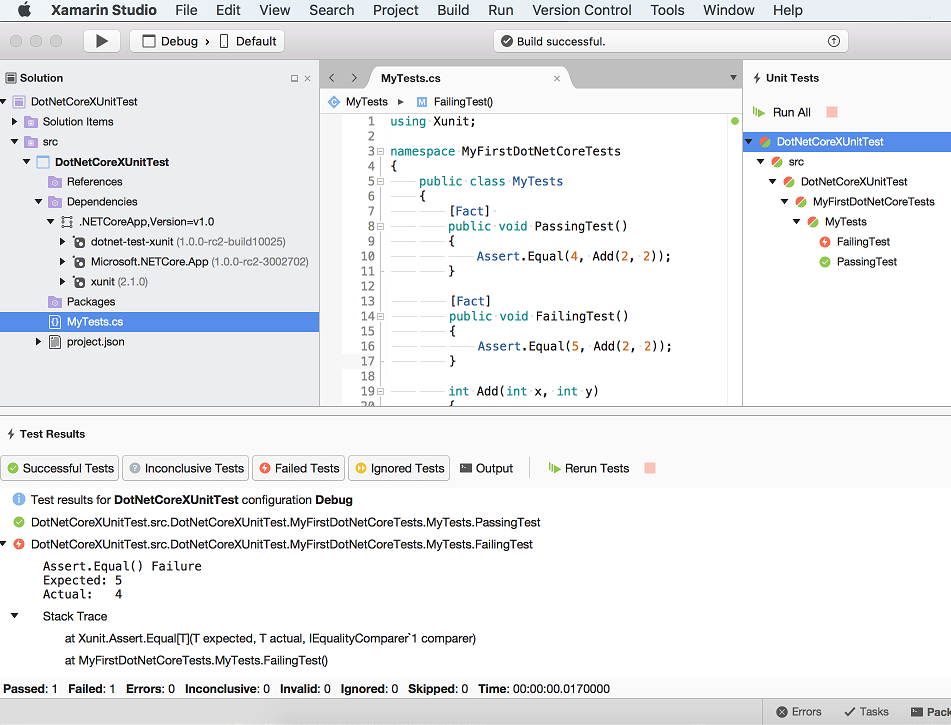 Xamarin Studio File Edit View Search Project Build Run Version Control Tools Window Help
Debug › Default
Build successful.
Solution
DotNetCoreXUnitTest
Solution Items
src
DotNetCoreXUnitTest
References
Dependencies
.NETCoreApp,Version=v1.0
dotnet-test-xunit (1.0.0-rc2-build10025)
Microsoft.NETCore.App (1.0.0-rc2-3002702)
xunit (2.1.0)
Packages
MyTests.cs
project.json
MyTests.cs
MyTests ▸ FailingTest()
1 using Xunit;
2
3 namespace MyFirstDotNetCoreTests
4 {
5 public class MyTests
6 {
7 [Fact]
8 public void PassingTest()
9 {
10 Assert.Equal(4, Add(2, 2));
11 }
12
13 [Fact]
14 public void FailingTest()
15 {
16 Assert.Equal(5, Add(2, 2));
17 }
18
19 int Add(int x, int y)
20 {
Unit Tests
Run All
DotNetCoreXUnitTest
src
DotNetCoreXUnitTest
MyFirstDotNetCoreTests
MyTests
FailingTest
PassingTest
Test Results
Successful Tests Inconclusive Tests Failed Tests Ignored Tests Output Rerun Tests
Test results for DotNetCoreXUnitTest configuration Debug
DotNetCoreXUnitTest.src.DotNetCoreXUnitTest.MyFirstDotNetCoreTests.MyTests.PassingTest
DotNetCoreXUnitTest.src.DotNetCoreXUnitTest.MyFirstDotNetCoreTests.MyTests.FailingTest
Assert.Equal() Failure
Expected: 5
Actual: 4
Stack Trace
at Xunit.Assert.Equal[T](T expected, T actual, IEqualityComparer`1 comparer)
at MyFirstDotNetCoreTests.MyTests.FailingTest()
Passed: 1 Failed: 1 Errors: 0 Inconclusive: 0 Invalid: 0 Ignored: 0 Skipped: 0 Time: 00:00:00.0170000
Errors Tasks Pack